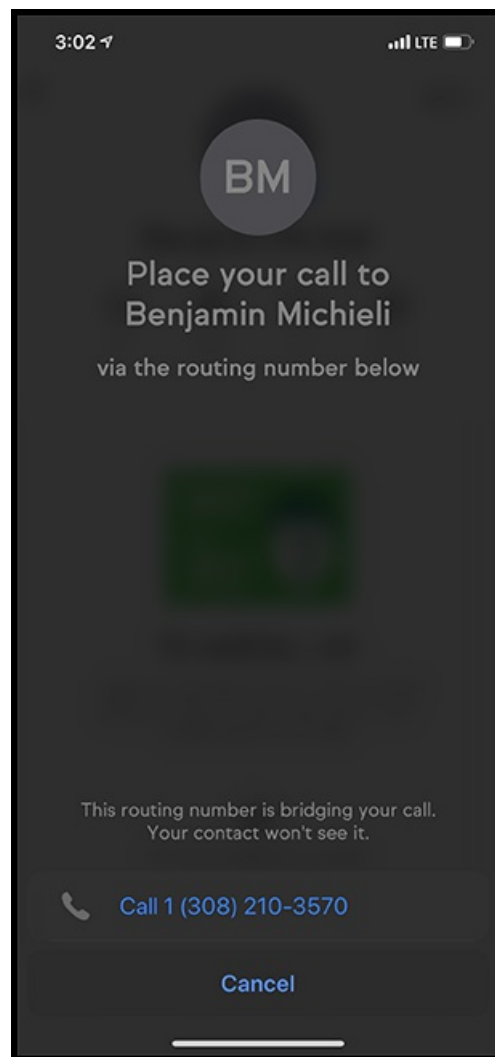 3:02
LTE
BM
Place your call to
Benjamin Michieli
via the routing number below
This routing number is bridging your call.
Your contact won't see it.
Call 1 (308) 210-3570
Cancel